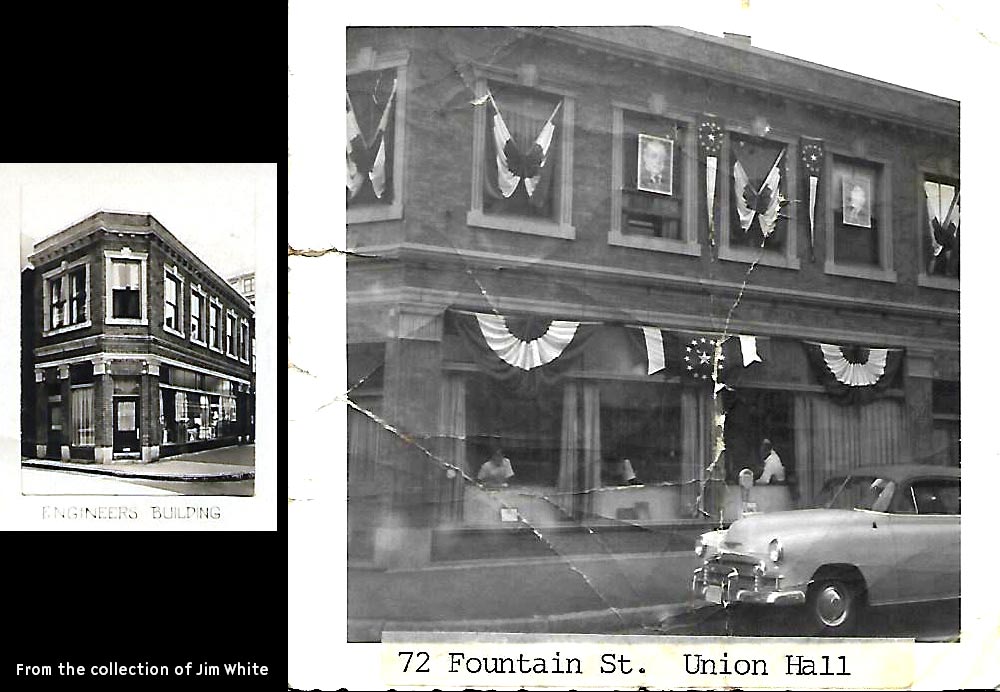 ENGINEERS BUILDING
From the collection of Jim White
72 Fountain St. Union Hall